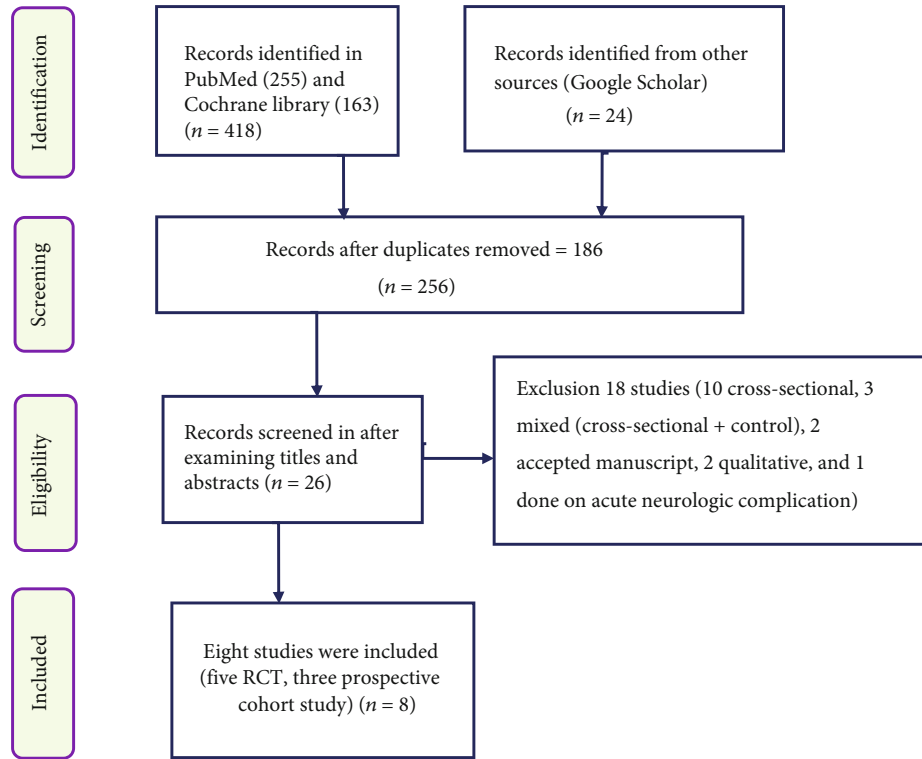 Identification
Records identified in
PubMed (255) and
Cochrane library (163)
(n = 418)
Records identified from other
sources (Google Scholar)
(n = 24)
Screening
Records after duplicates removed = 186
(n = 256)
Eligibility
Records screened in after
examining titles and
abstracts (n = 26)
Exclusion 18 studies (10 cross-sectional, 3
mixed (cross-sectional + control), 2
accepted manuscript, 2 qualitative, and 1
done on acute neurologic complication)
Included
Eight studies were included
(five RCT, three prospective
cohort study) (n = 8)